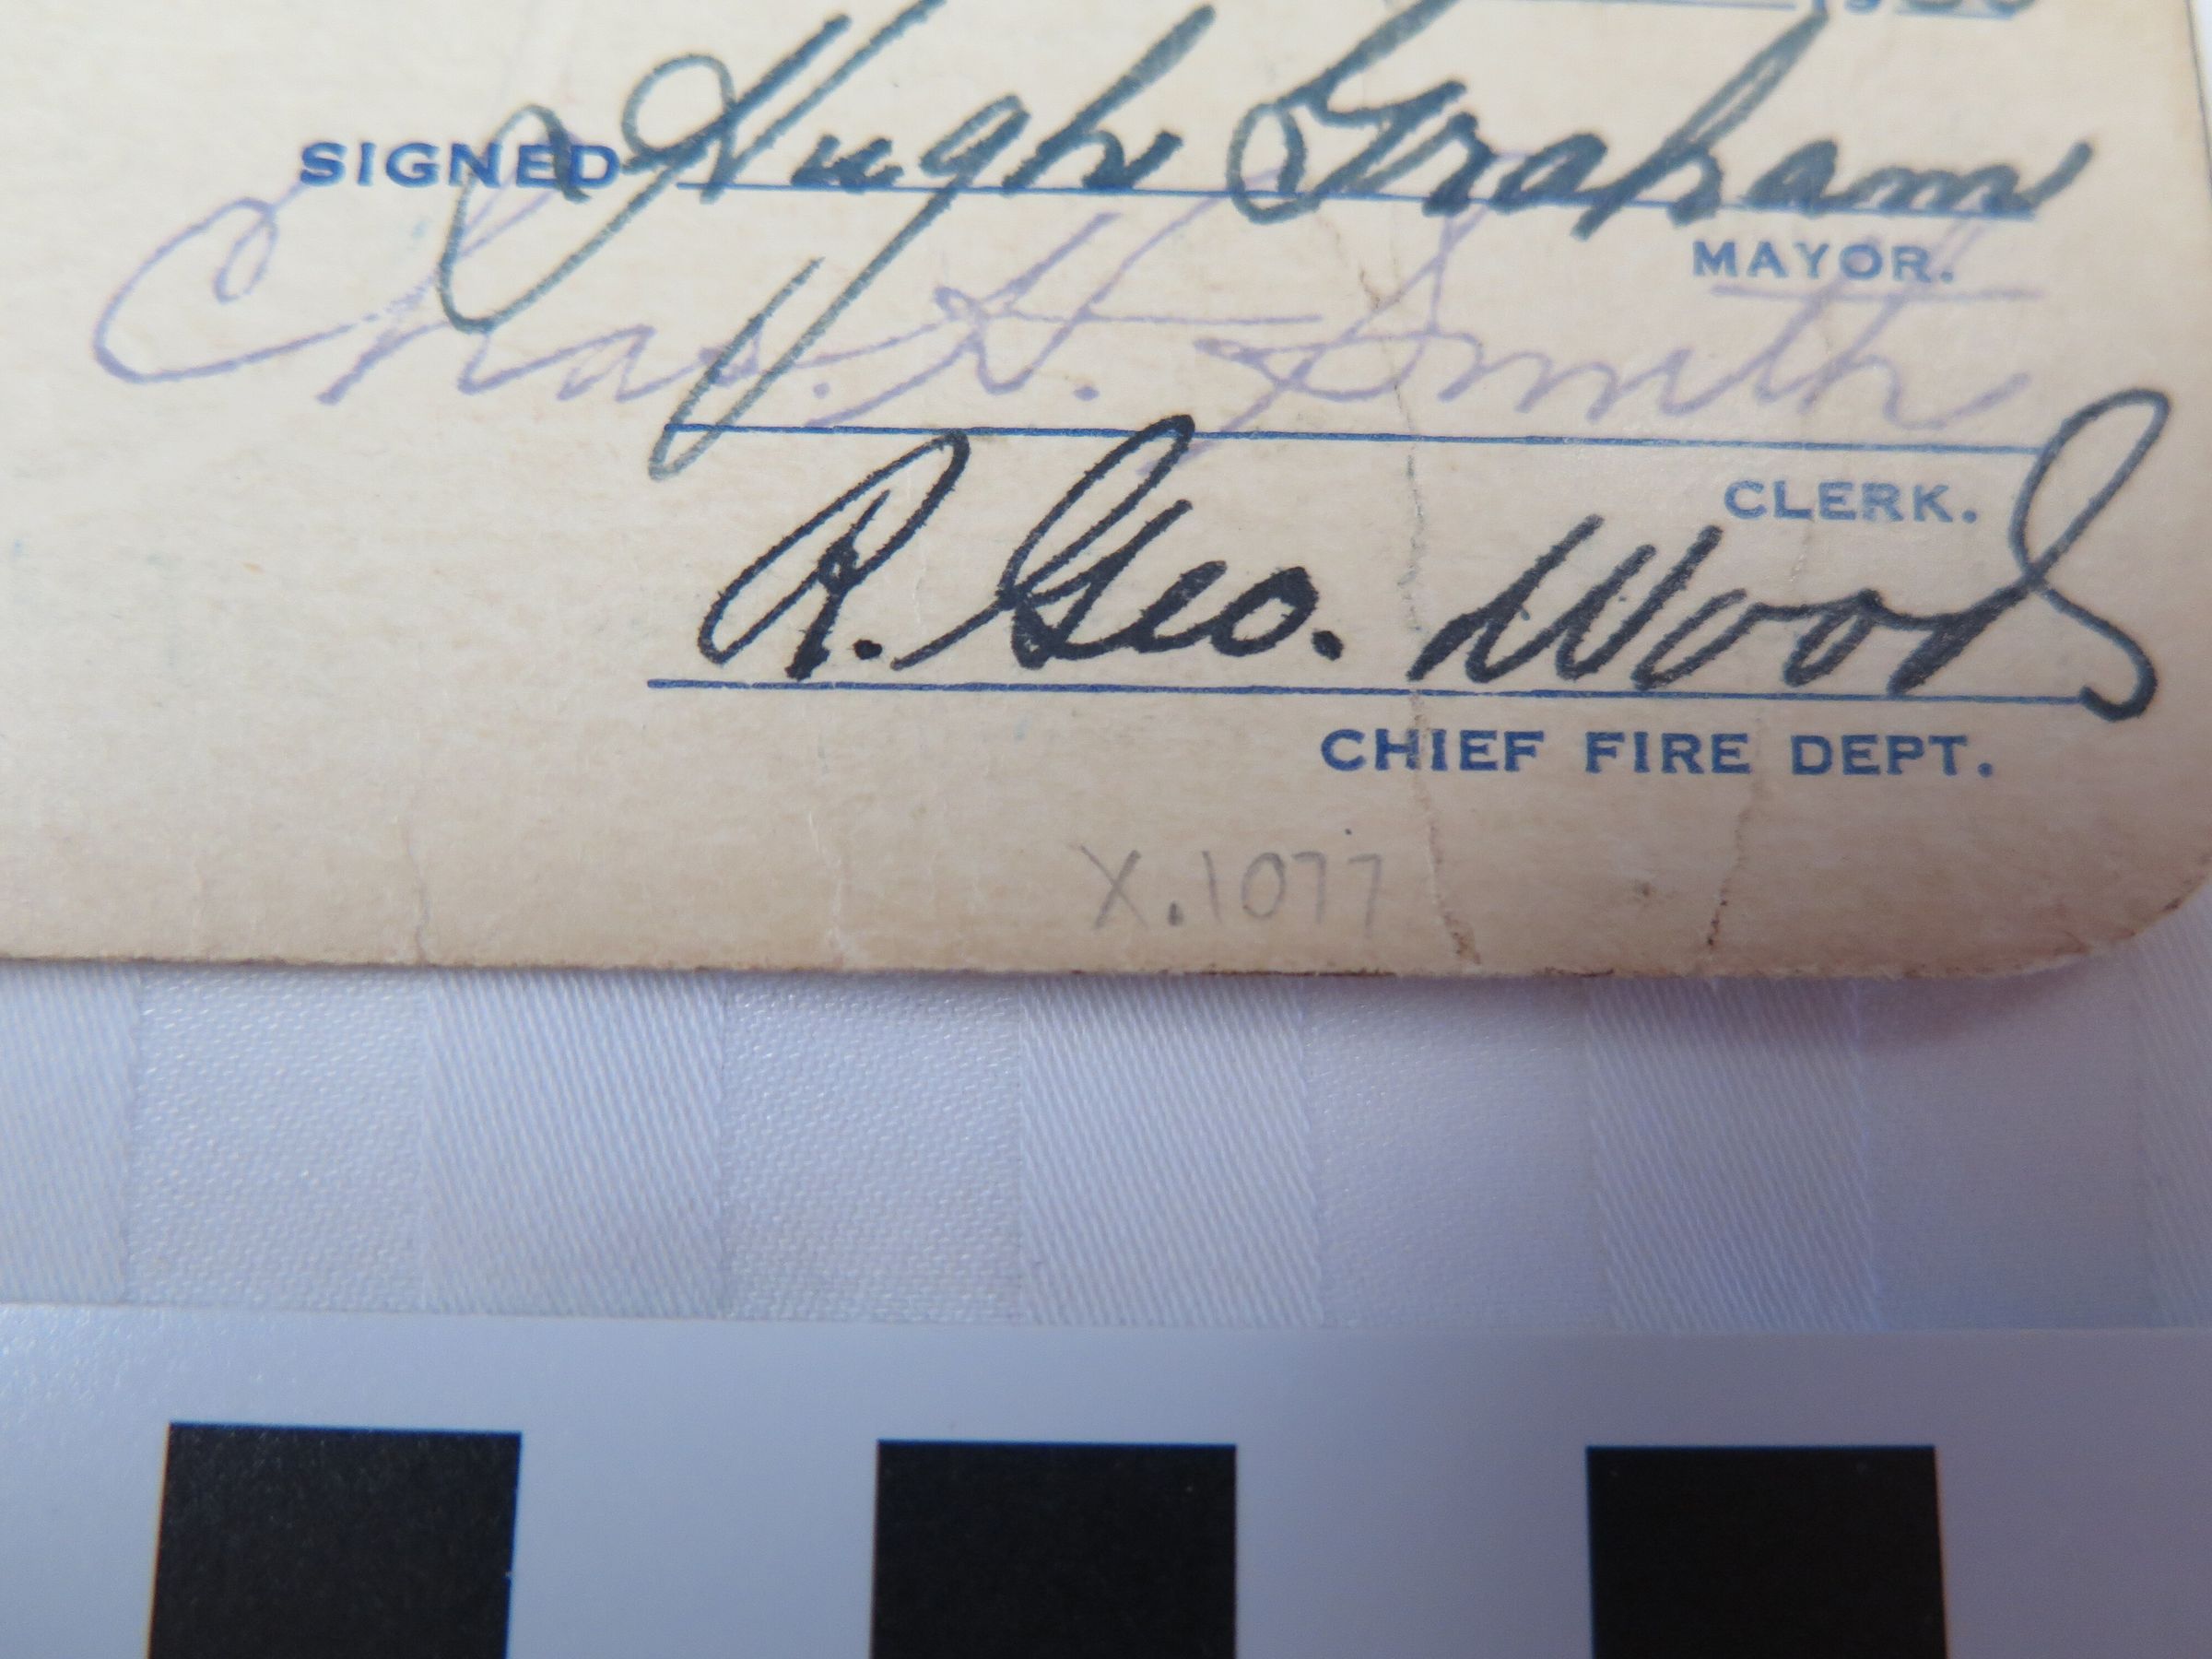 SIGNED Hugh Graham
MAYOR.
Chas. H. Smith
CLERK.
R. Geo. Wood
CHIEF FIRE DEPT.
X.1077